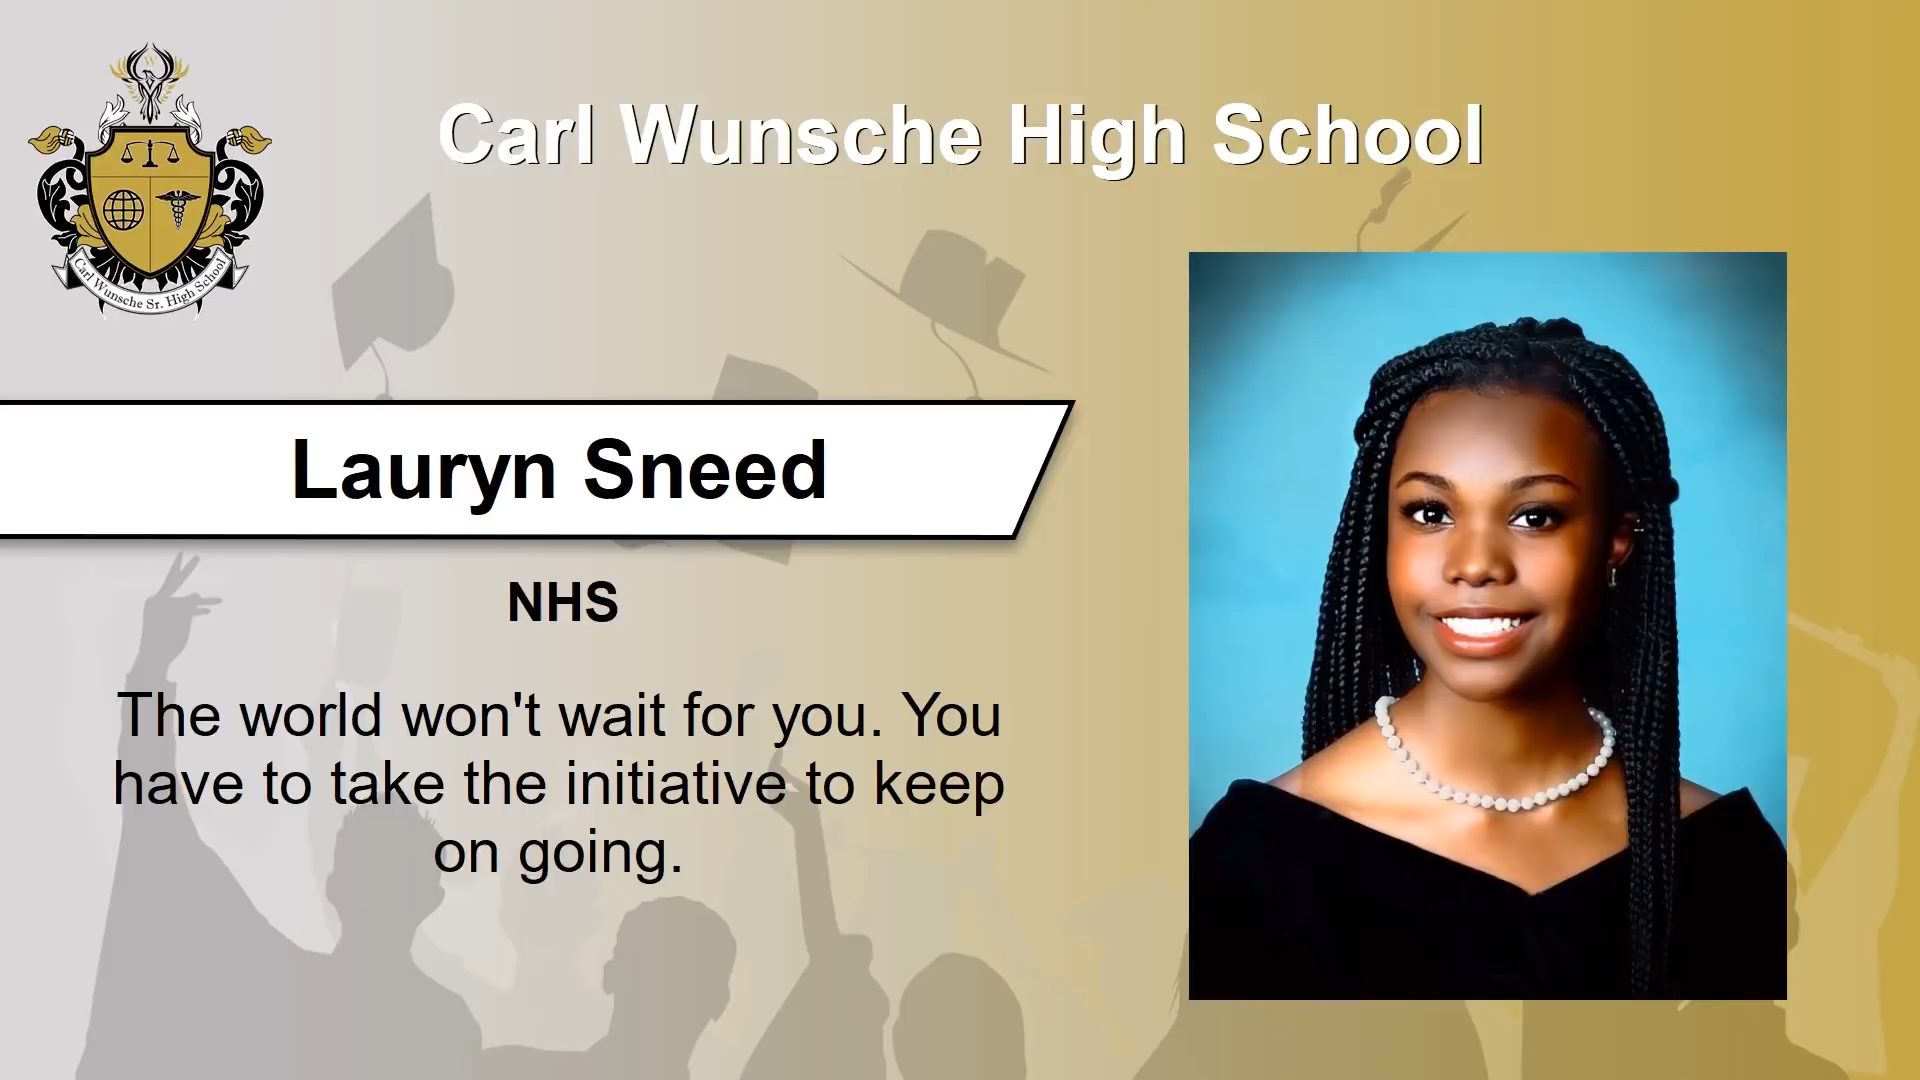 Carl Wunsche High School
W
Carl Wunsche Sr. High School
Lauryn Sneed
NHS
The world won't wait for you. You
have to take the initiative to keep
on going.